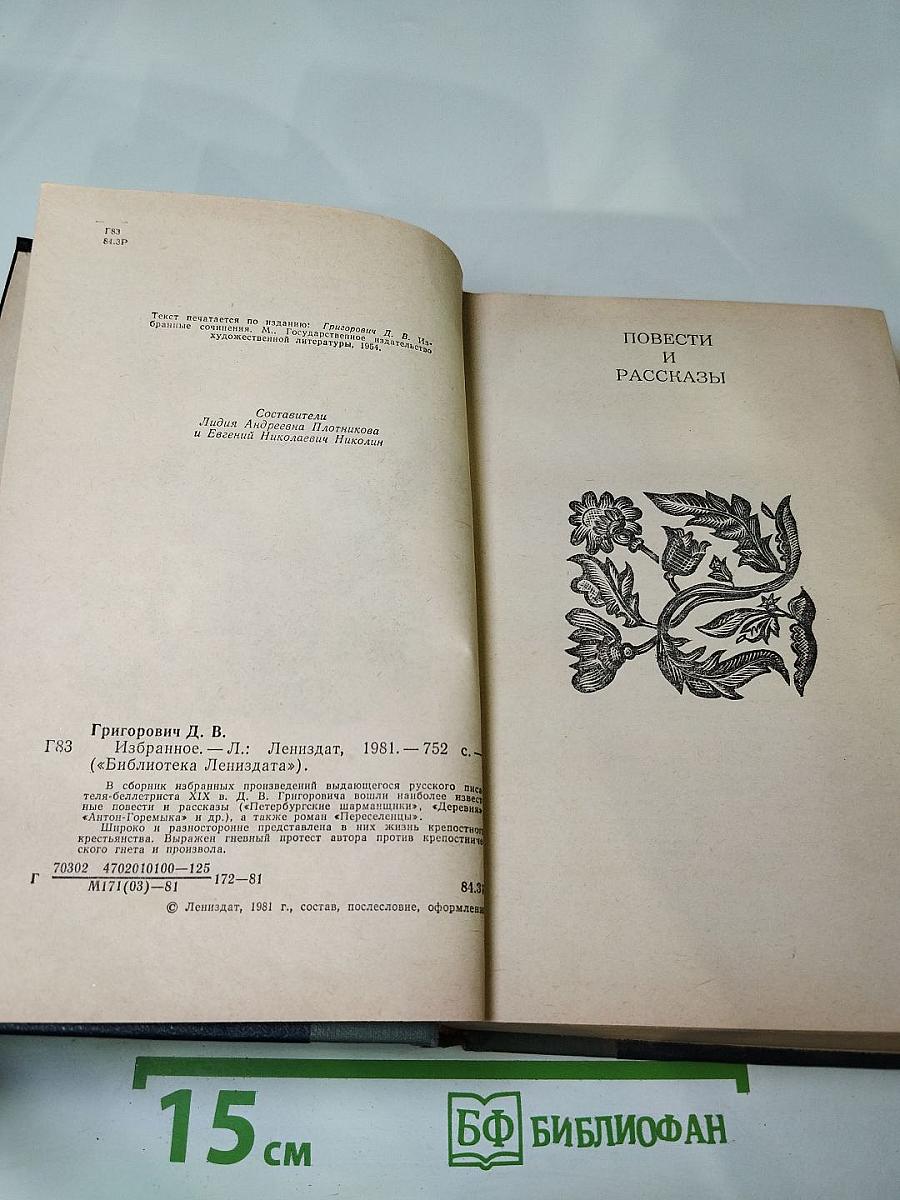 Г83
84.3Р
Текст печатается по изданию: Григорович Д. В. Из-
бранные сочинения. М., Государственное издательство
художественной литературы, 1954.
Составители
Лидия Андреевна Плотникова
и Евгений Николаевич Николин
Григорович Д. В.
Г83 Избранное. — Л.: Лениздат, 1981. — 752 с. —
(«Библиотека Лениздата»).
В сборник избранных произведений выдающегося русского писа
теля-беллетриста XIX в. Д. В. Григоровича вошли наиболее извест
ные повести и рассказы («Петербургские шарманщики», «Деревня»
«Антон-Горемыка» и др.), а также роман «Переселенцы».
Широко и разносторонне представлена в них жизнь крепостног
крестьянства. Выражен гневный протест автора против крепостниче
ского гнета и произвола.
Г 70302 4702010100—125 172—81
М171(03)—81
84.3Р
© Лениздат, 1981 г., состав, послесловие, оформлени
ПОВЕСТИ
И
РАССКАЗЫ
15 см
БФ БИБЛИОФАН